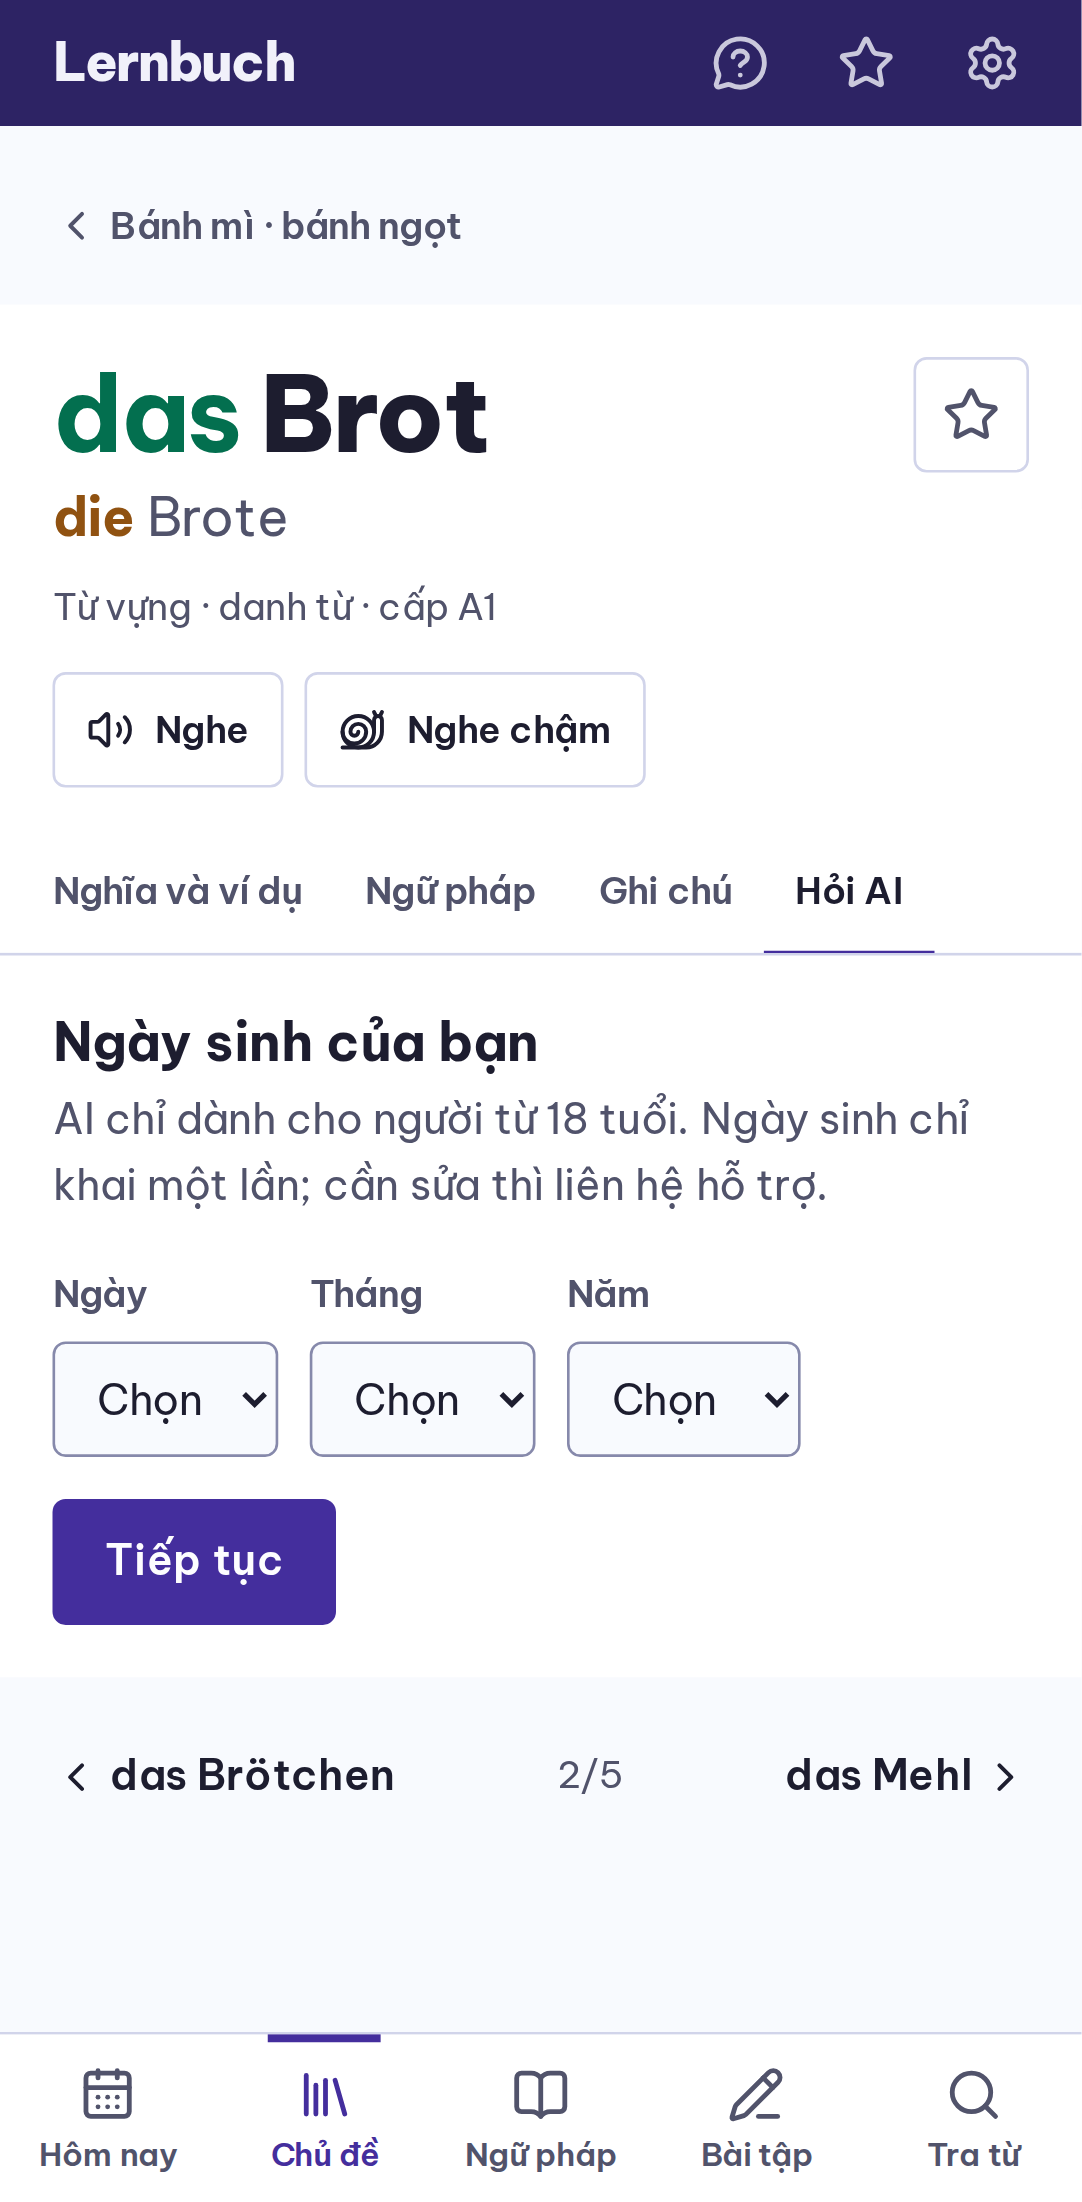 Lernbuch
Bánh mì · bánh ngọt
das Brot
die Brote
Từ vựng · danh từ · cấp A1
Nghe
Nghe chậm
Nghĩa và ví dụ
Ngữ pháp
Ghi chú
Hỏi AI
Ngày sinh của bạn
AI chỉ dành cho người từ 18 tuổi. Ngày sinh chỉ
khai một lần; cần sửa thì liên hệ hỗ trợ.
Ngày
Tháng
Năm
Chọn
Chọn
Chọn
Tiếp tục
das Brötchen
2/5
das Mehl
Hôm nay
Chủ đề
Ngữ pháp
Bài tập
Tra từ